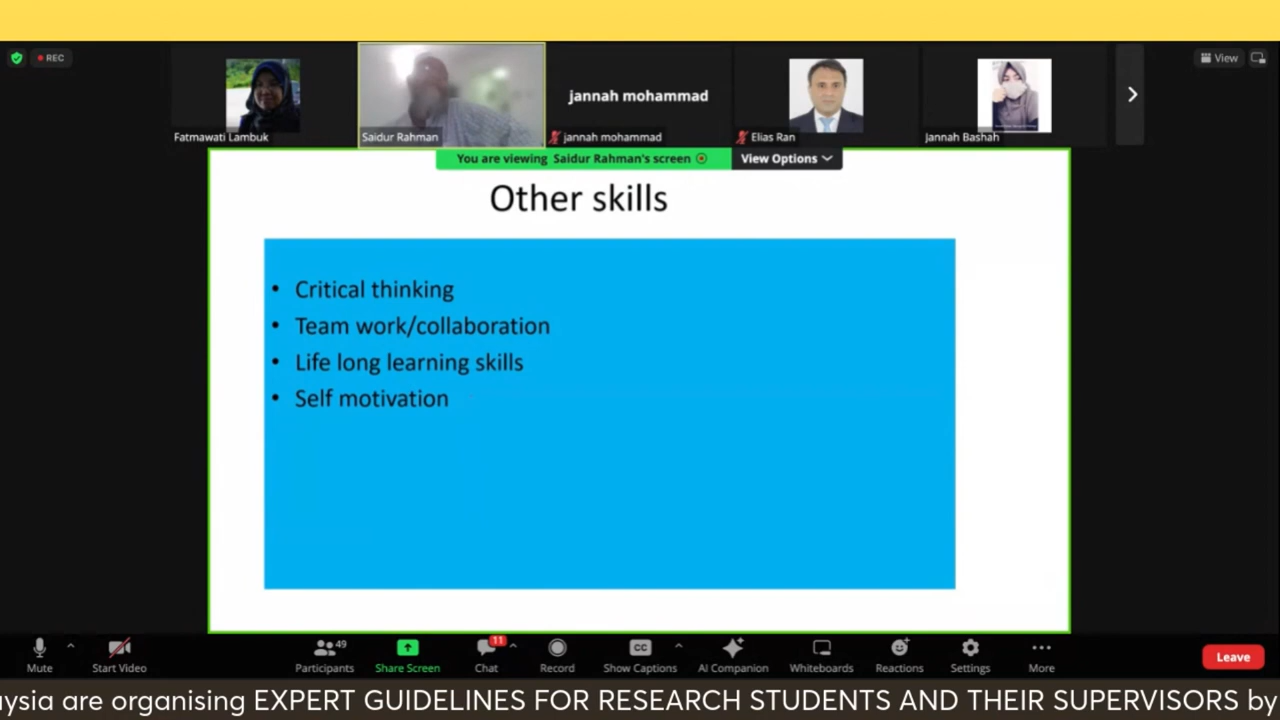 REC
View
jannah mohammad
Fatmawati Lambuk
Saidur Rahman
jannah mohammad
Elias Ran
Jannah Bashah
You are viewing Saidur Rahman's screen
View Options
Other skills
• Critical thinking
• Team work/collaboration
• Life long learning skills
• Self motivation
49
11
CC
Mute
Start Video
Participants
Share Screen
Chat
Record
Show Captions
AI Companion
Whiteboards
Reactions
Settings
More
Leave
aysia are organising EXPERT GUIDELINES FOR RESEARCH STUDENTS AND THEIR SUPERVISORS by